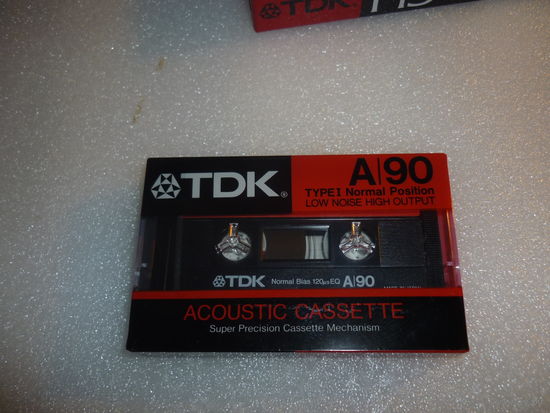 TDK
TDK®
A|90
TYPE I Normal Position
LOW NOISE HIGH OUTPUT
TDK Normal Bias 120μs EQ A|90
ACOUSTIC CASSETTE
Super Precision Cassette Mechanism